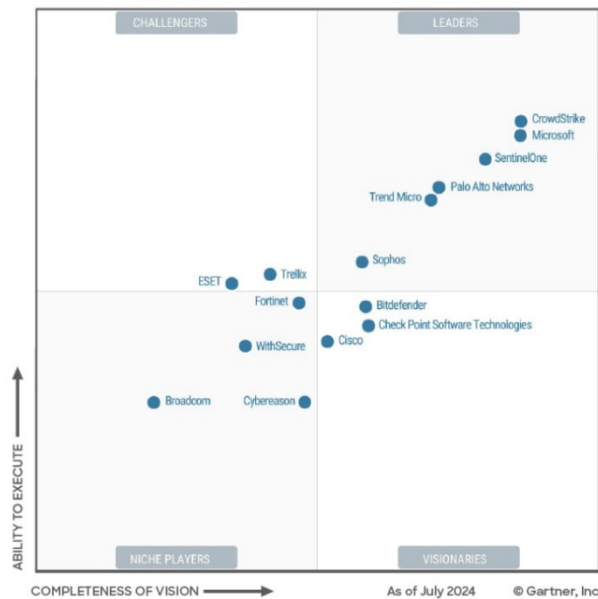 CHALLENGERS
LEADERS
CrowdStrike
Microsoft
SentinelOne
Palo Alto Networks
Trend Micro
Sophos
Trellix
ESET
Fortinet
Bitdefender
Check Point Software Technologies
Cisco
WithSecure
Broadcom
Cybereason
ABILITY TO EXECUTE
NICHE PLAYERS
VISIONARIES
COMPLETENESS OF VISION
As of July 2024
© Gartner, Inc